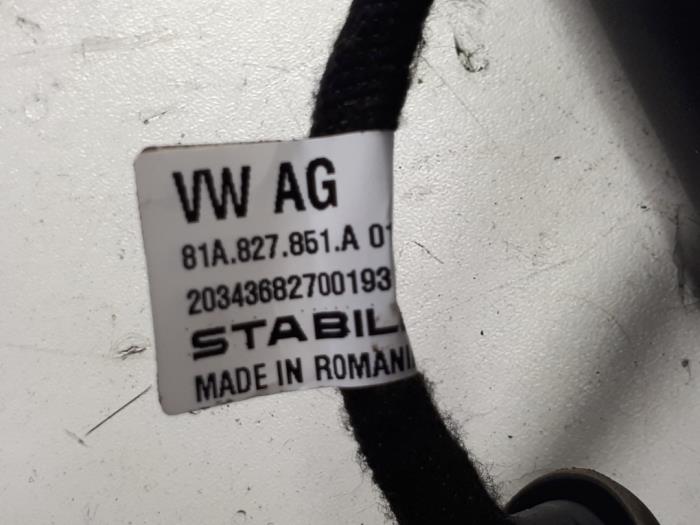 VW AG
81A.827.851.A 01
20343682700193
STABIL
MADE IN ROMANI